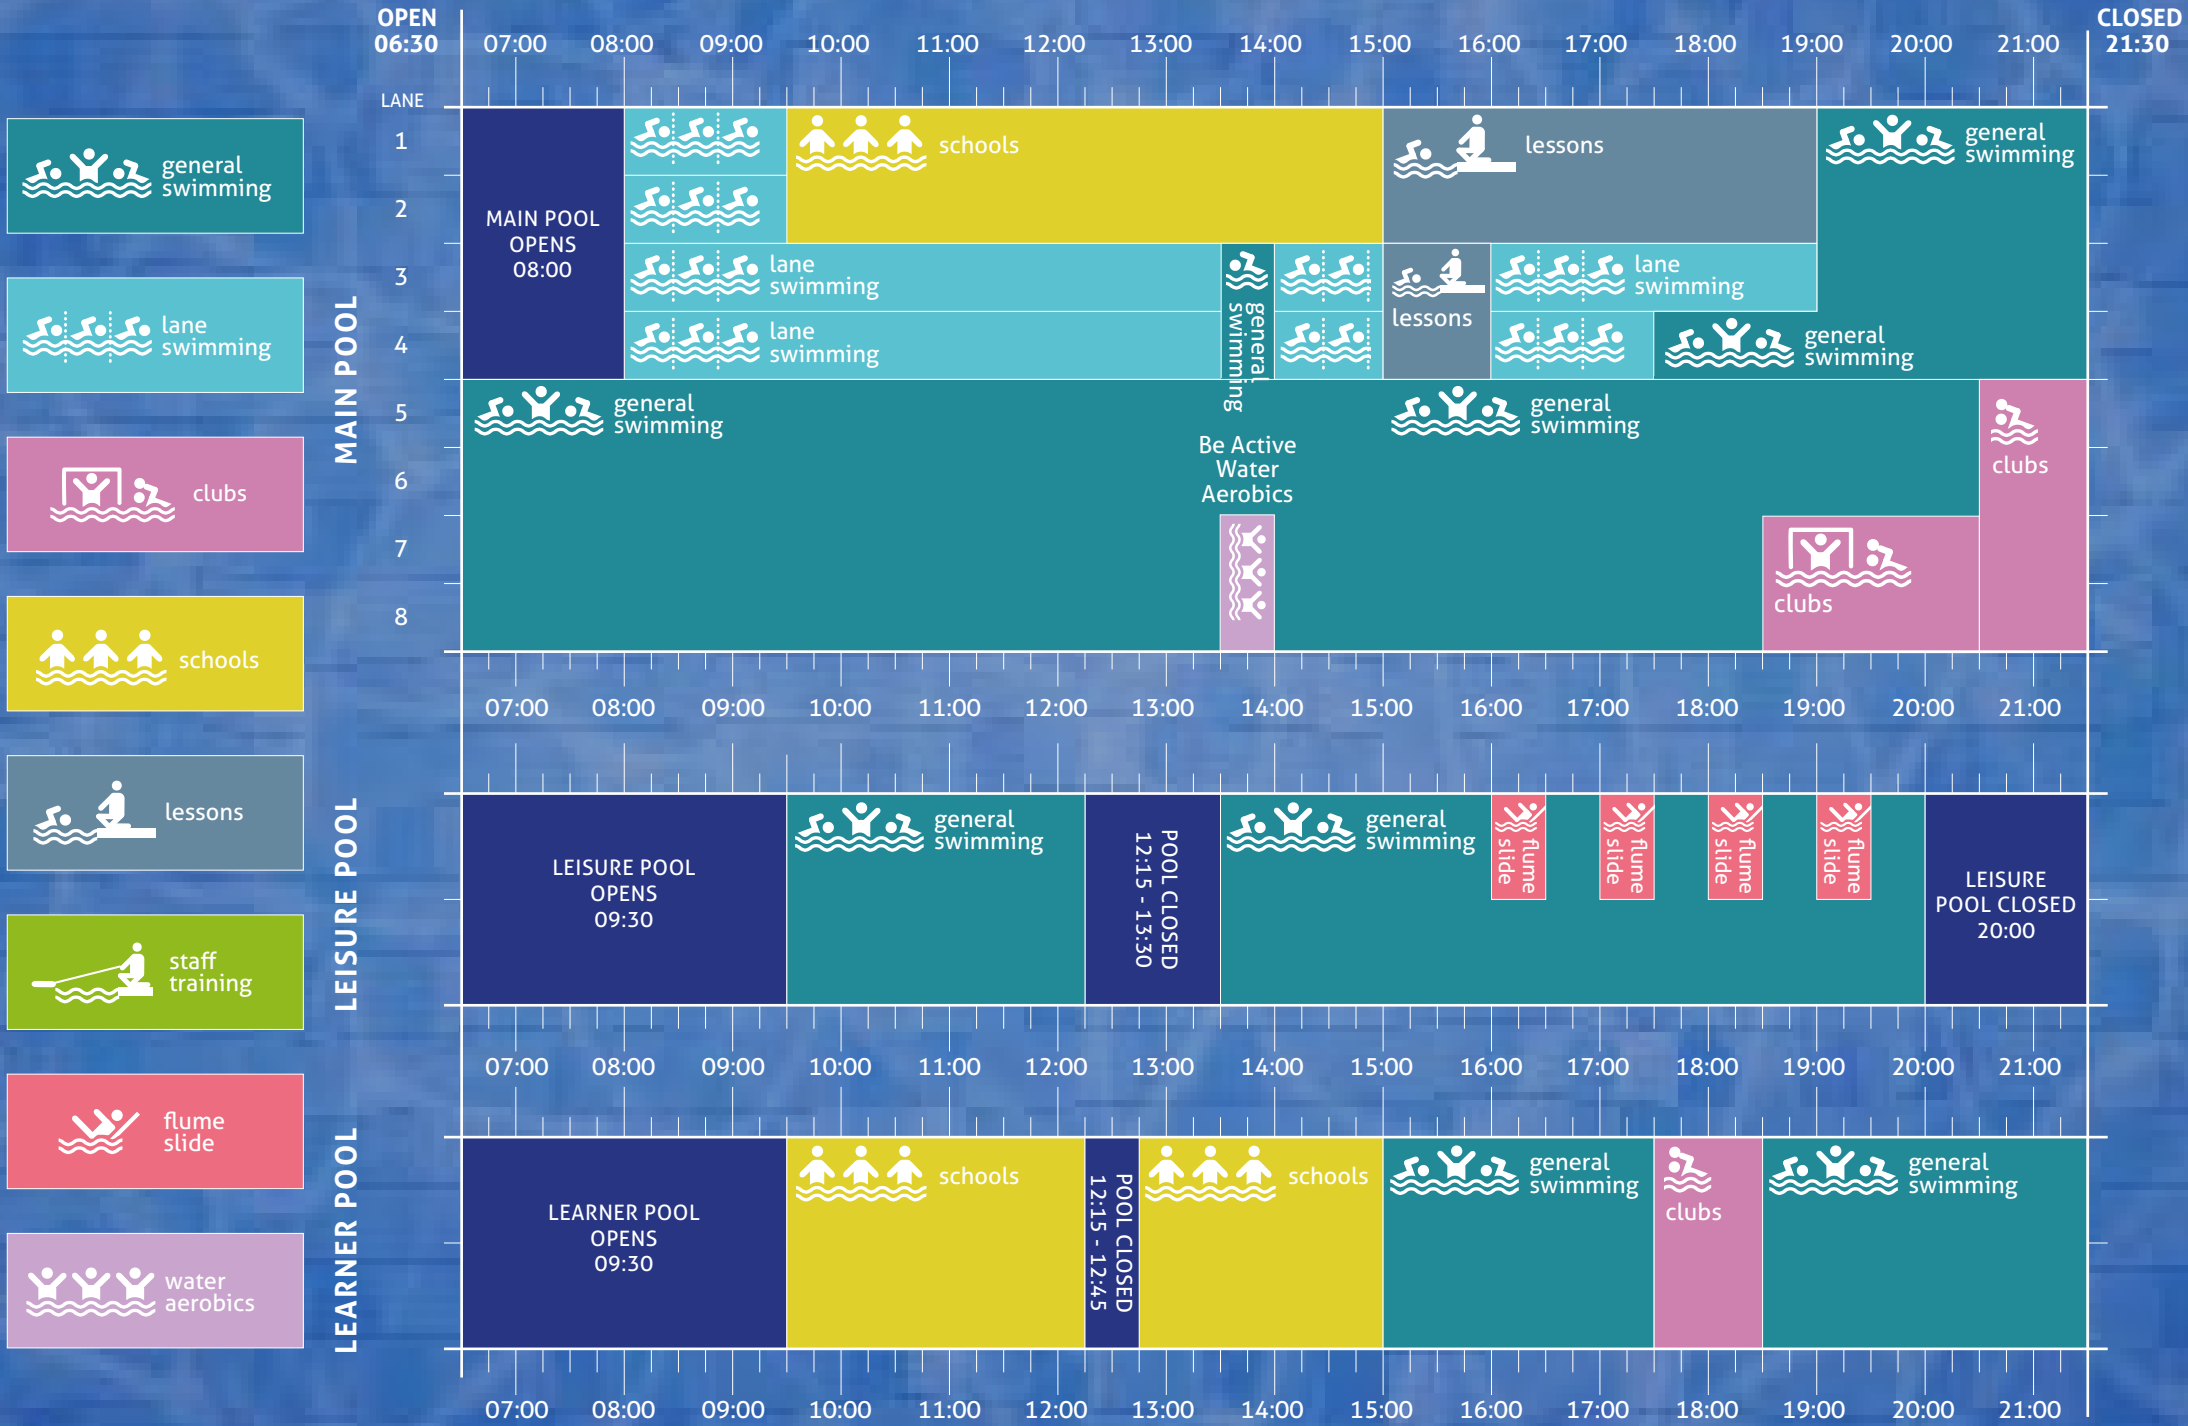 OPEN
06:30
07:00 08:00 09:00 10:00 11:00 12:00 13:00 14:00 15:00 16:00 17:00 18:00 19:00 20:00 21:00
CLOSED
21:30
general
swimming
lane
swimming
clubs
schools
lessons
staff
training
flume
slide
water
aerobics
MAIN POOL
LANE
1
2
3
4
5
6
7
8
MAIN POOL
OPENS
08:00
schools
lessons
general
swimming
lane
swimming
general
swimming
lessons
lane
swimming
lane
swimming
general
swimming
general
swimming
general
swimming
clubs
Be Active
Water
Aerobics
clubs
07:00 08:00 09:00 10:00 11:00 12:00 13:00 14:00 15:00 16:00 17:00 18:00 19:00 20:00 21:00
LEISURE POOL
LEISURE POOL
OPENS
09:30
general
swimming
POOL CLOSED
12:15 - 13:30
general
swimming
flume
slide
flume
slide
flume
slide
flume
slide
LEISURE
POOL CLOSED
20:00
07:00 08:00 09:00 10:00 11:00 12:00 13:00 14:00 15:00 16:00 17:00 18:00 19:00 20:00 21:00
LEARNER POOL
LEARNER POOL
OPENS
09:30
schools
POOL CLOSED
12:15 - 12:45
schools
general
swimming
clubs
general
swimming
07:00 08:00 09:00 10:00 11:00 12:00 13:00 14:00 15:00 16:00 17:00 18:00 19:00 20:00 21:00